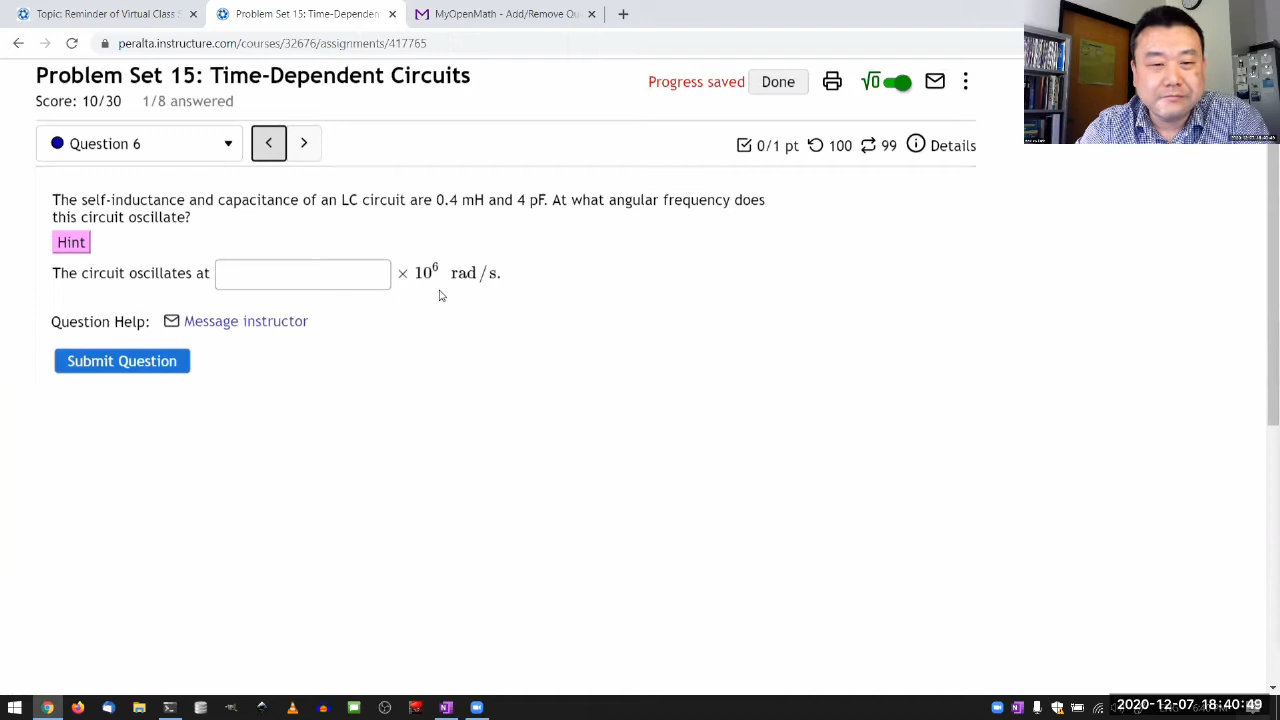 Topic: Removal of Virtual Class S
Problem Set 15: Time-Dependent
MyOpenMath - Add/Remove Qu
peralta.instructure.com/courses/32676/assignments/417765
Problem Set 15: Time-Dependent Circuits
Score: 10/30 1/8 answered
Progress saved Done √0
Question 6 < > 0/1 pt 100 99 Details
The self-inductance and capacitance of an LC circuit are 0.4 mH and 4 pF. At what angular frequency does
this circuit oscillate?
Hint
The circuit oscillates at × 10⁶ rad/s.
Question Help: Message instructor
Submit Question
2020-12-07 18:40:49